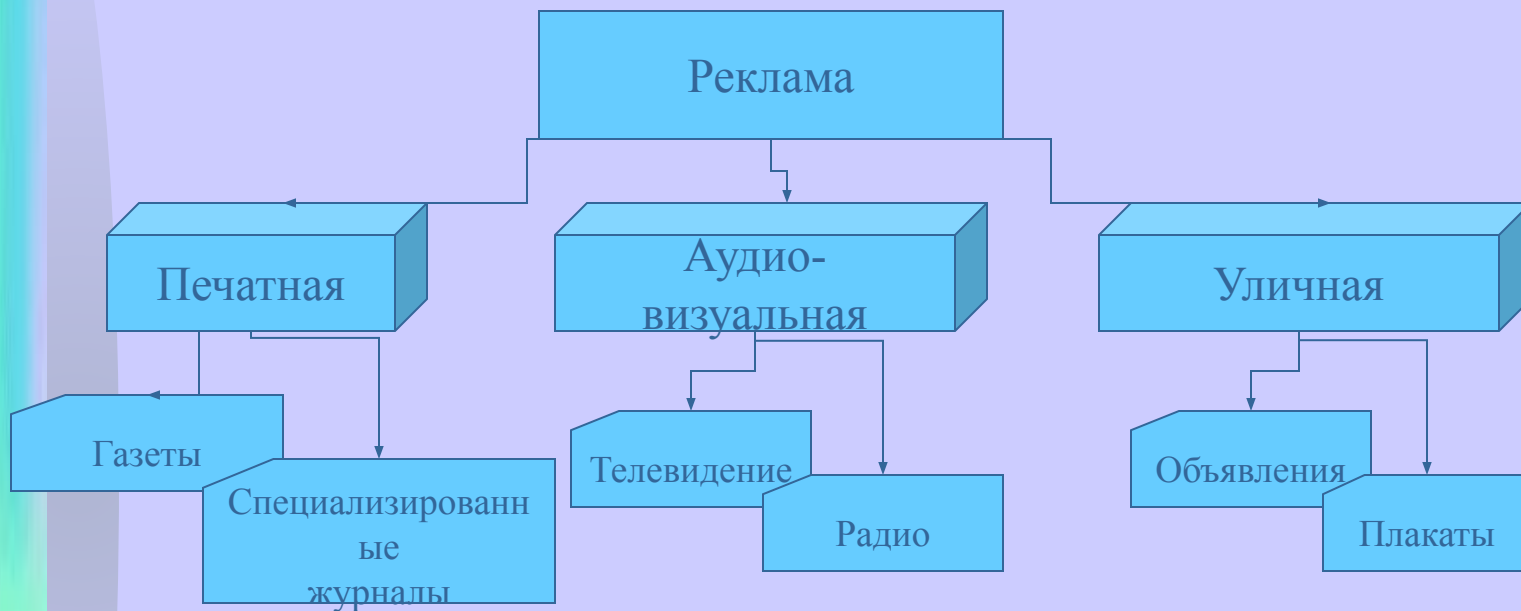 Реклама
Печатная
Аудио-
визуальная
Уличная
Газеты
Специализированн
ые
журналы
Телевидение
Радио
Объявления
Плакаты